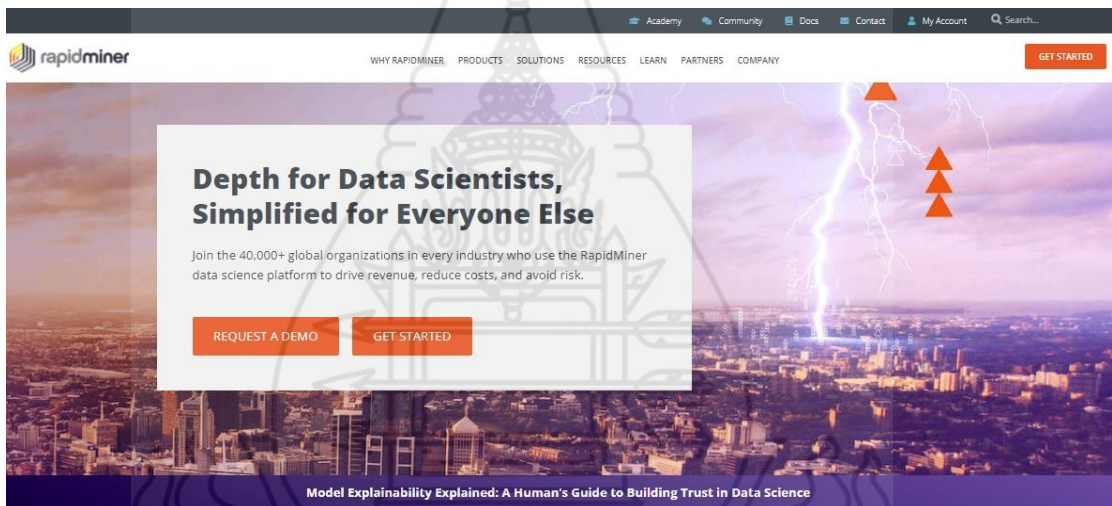 Academy Community Docs Contact My Account Search...
rapidminer WHY RAPIDMINER PRODUCTS SOLUTIONS RESOURCES LEARN PARTNERS COMPANY GET STARTED
Depth for Data Scientists,
Simplified for Everyone Else
Join the 40,000+ global organizations in every industry who use the RapidMiner
data science platform to drive revenue, reduce costs, and avoid risk.
REQUEST A DEMO GET STARTED
Model Explainability Explained: A Human's Guide to Building Trust in Data Science